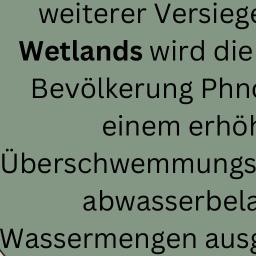 weiterer Versiege
Wetlands wird die
Bevölkerung Phno
einem erhöh
Überschwemmungs
abwasserbela
Wassermengen ausg